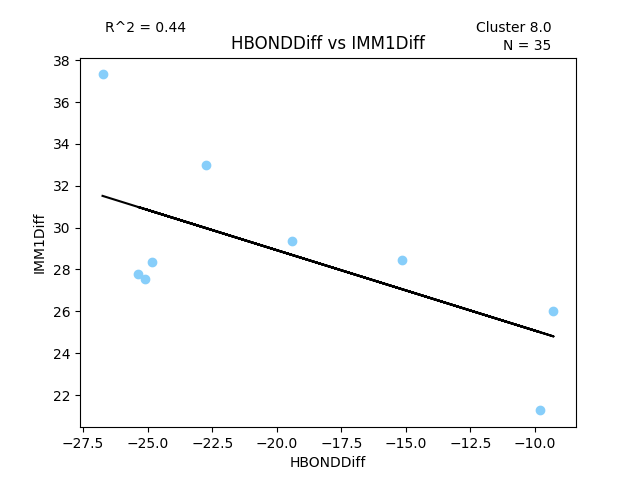 R^2 = 0.44
Cluster 8.0
N = 35
HBONDDiff vs IMM1Diff
38
36
34
32
30
28
26
24
22
IMM1Diff
−27.5 −25.0 −22.5 −20.0 −17.5 −15.0 −12.5 −10.0
HBONDDiff